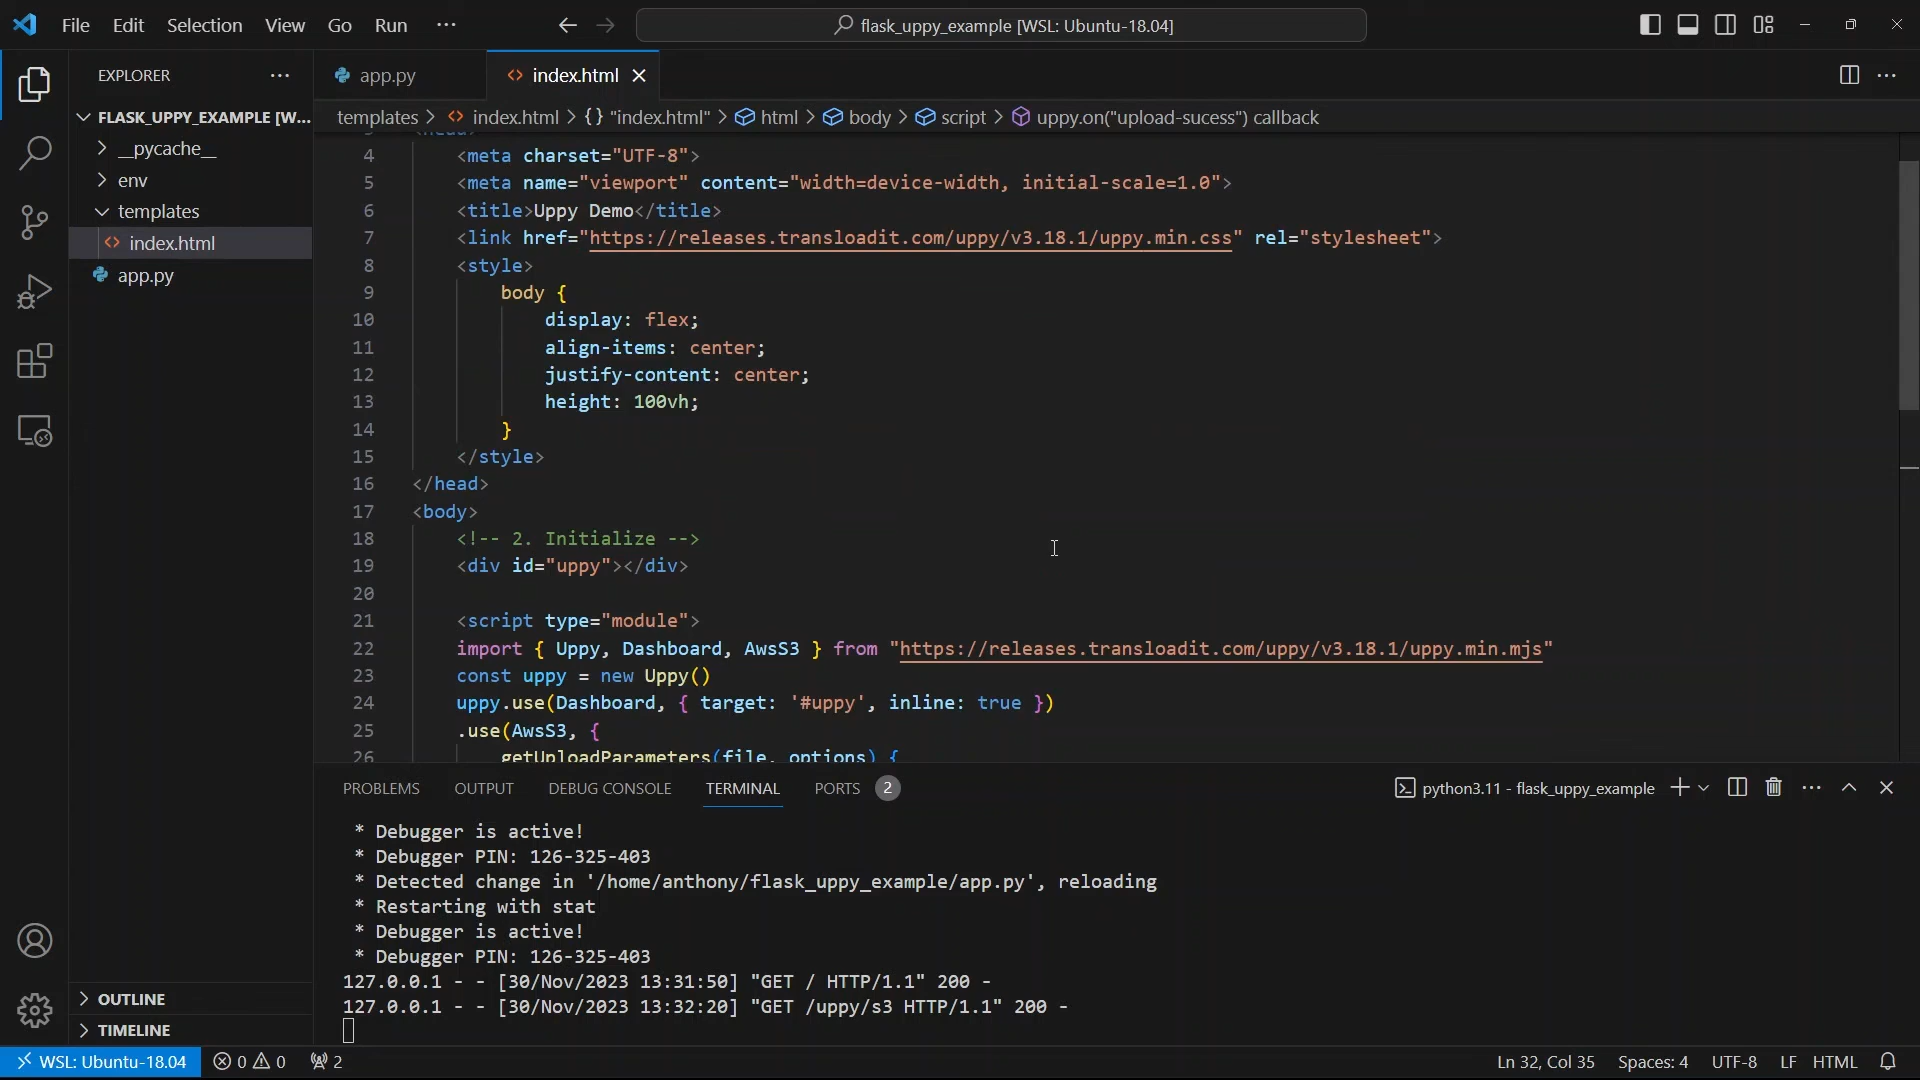 File Edit Selection View Go Run ···
flask_uppy_example [WSL: Ubuntu-18.04]
EXPLORER ···
FLASK_UPPY_EXAMPLE [W...
__pycache__
env
templates
index.html
app.py
OUTLINE
TIMELINE
app.py
index.html
templates > index.html > {} "index.html" > html > body > script > uppy.on("upload-sucess") callback
4 <meta charset="UTF-8">
5 <meta name="viewport" content="width=device-width, initial-scale=1.0">
6 <title>Uppy Demo</title>
7 <link href="https://releases.transloadit.com/uppy/v3.18.1/uppy.min.css" rel="stylesheet">
8 <style>
9 body {
10 display: flex;
11 align-items: center;
12 justify-content: center;
13 height: 100vh;
14 }
15 </style>
16 </head>
17 <body>
18 <!-- 2. Initialize -->
19 <div id="uppy"></div>
20
21 <script type="module">
22 import { Uppy, Dashboard, AwsS3 } from "https://releases.transloadit.com/uppy/v3.18.1/uppy.min.mjs"
23 const uppy = new Uppy()
24 uppy.use(Dashboard, { target: '#uppy', inline: true })
25 .use(AwsS3, {
26 getUploadParameters(file, options) {
PROBLEMS OUTPUT DEBUG CONSOLE TERMINAL PORTS 2
python3.11 - flask_uppy_example
* Debugger is active!
* Debugger PIN: 126-325-403
* Detected change in '/home/anthony/flask_uppy_example/app.py', reloading
* Restarting with stat
* Debugger is active!
* Debugger PIN: 126-325-403
127.0.0.1 - - [30/Nov/2023 13:31:50] "GET / HTTP/1.1" 200 -
127.0.0.1 - - [30/Nov/2023 13:32:20] "GET /uppy/s3 HTTP/1.1" 200 -
WSL: Ubuntu-18.04 0 0 2 Ln 32, Col 35 Spaces: 4 UTF-8 LF HTML